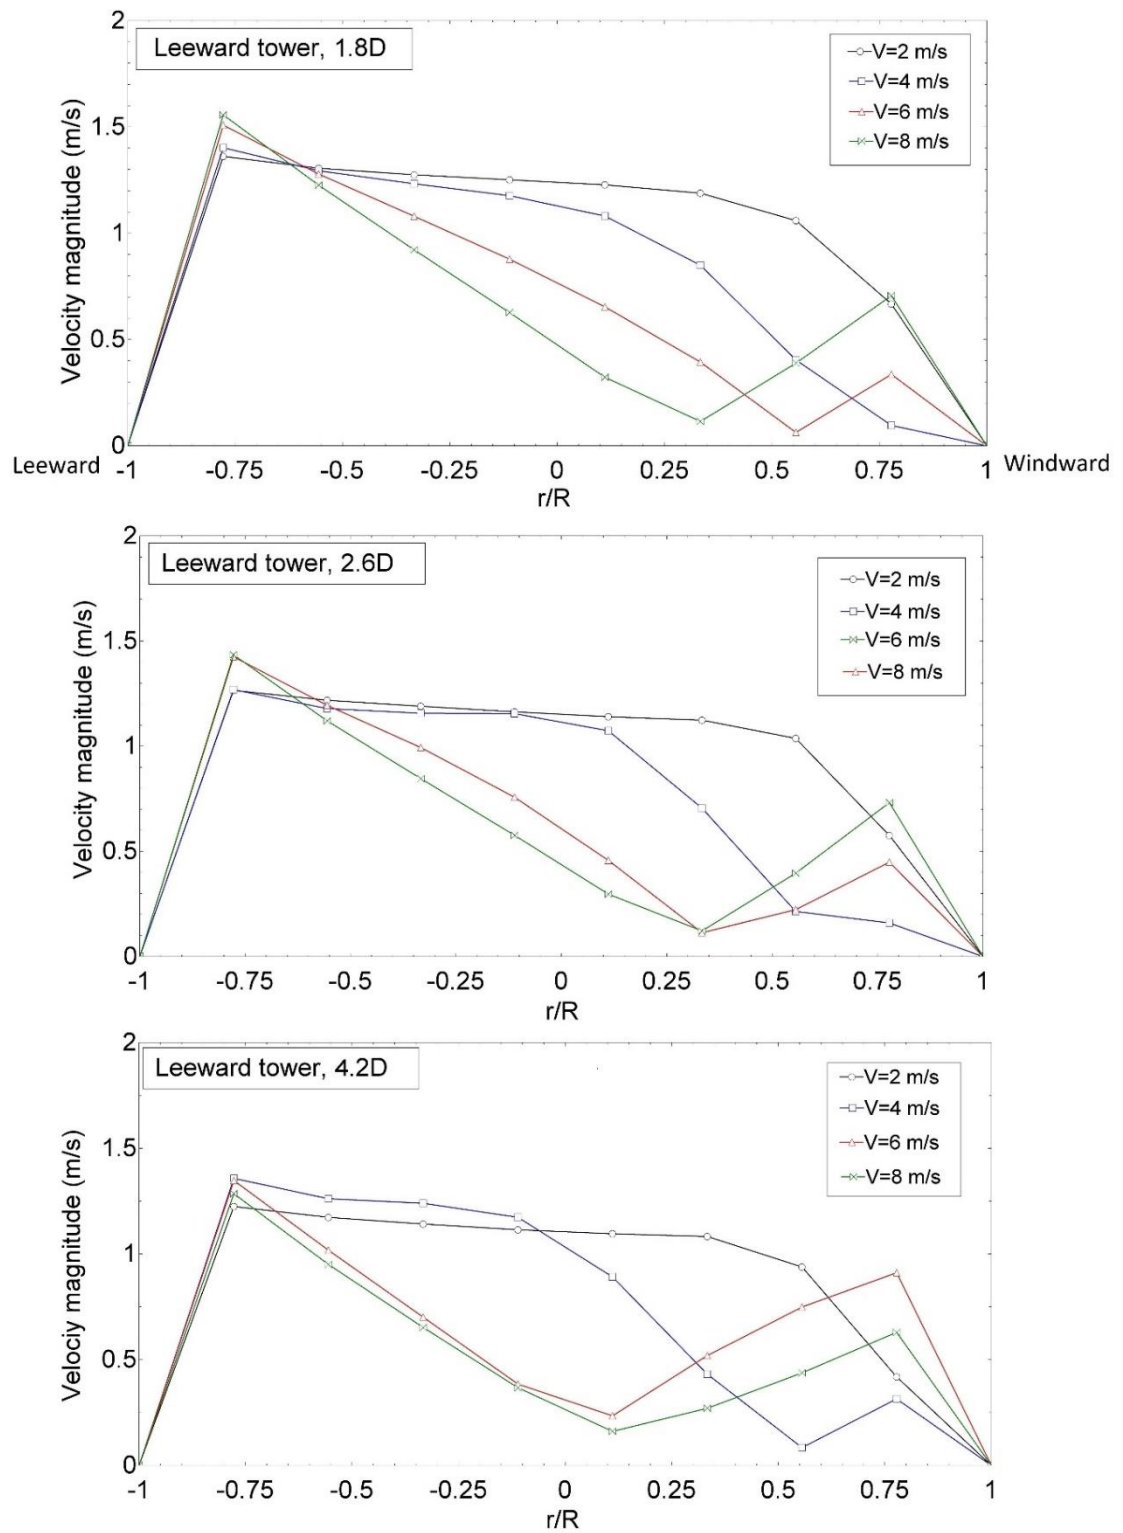 Leeward tower, 1.8D
V=2 m/s
V=4 m/s
V=6 m/s
V=8 m/s
Velocity magnitude (m/s)
2
1.5
1
0.5
0
Leeward -1 -0.75 -0.5 -0.25 0 0.25 0.5 0.75 1 Windward
r/R
Leeward tower, 2.6D
V=2 m/s
V=4 m/s
V=6 m/s
V=8 m/s
Velocity magnitude (m/s)
2
1.5
1
0.5
0
-1 -0.75 -0.5 -0.25 0 0.25 0.5 0.75 1
r/R
Leeward tower, 4.2D
V=2 m/s
V=4 m/s
V=6 m/s
V=8 m/s
Velociy magnitude (m/s)
2
1.5
1
0.5
0
-1 -0.75 -0.5 -0.25 0 0.25 0.5 0.75 1
r/R